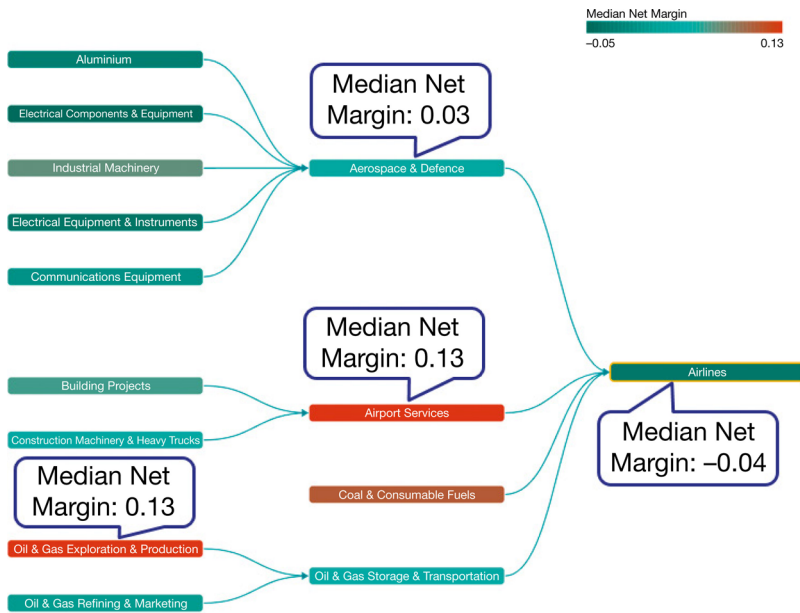 Median Net Margin
–0.05 0.13
Aluminium
Electrical Components & Equipment
Industrial Machinery
Electrical Equipment & Instruments
Communications Equipment
Building Projects
Construction Machinery & Heavy Trucks
Median Net
Margin: 0.13
Oil & Gas Exploration & Production
Oil & Gas Refining & Marketing
Median Net
Margin: 0.03
Aerospace & Defence
Median Net
Margin: 0.13
Airport Services
Coal & Consumable Fuels
Oil & Gas Storage & Transportation
Airlines
Median Net
Margin: –0.04